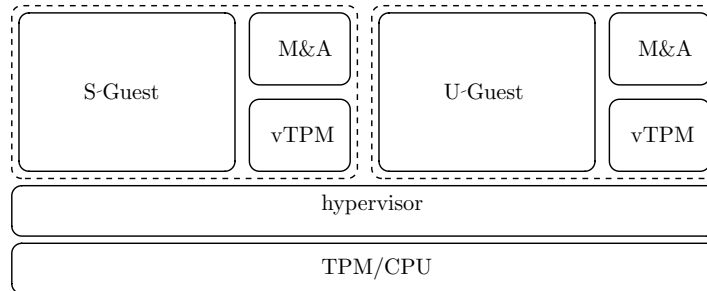 M&A
M&A
S-Guest
U-Guest
vTPM
vTPM
hypervisor
TPM/CPU